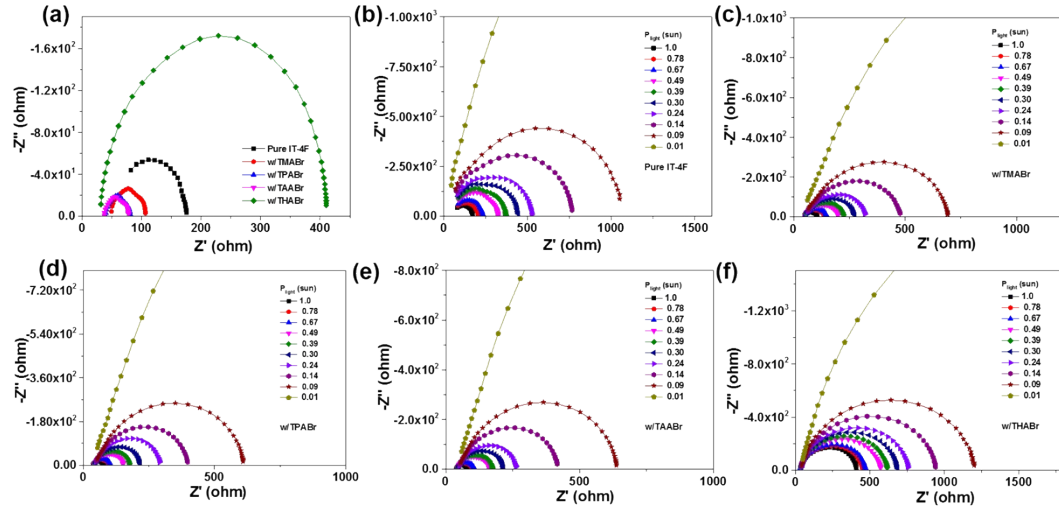 (a)
-1.6x10²
-1.2x10²
-8.0x10¹
-4.0x10¹
0.0
-Z'' (ohm)
0
100
200
300
400
Z' (ohm)
Pure IT-4F
w/TMABr
w/TPABr
w/TAABr
w/THABr
(b)
-1.00x10³
-7.50x10²
-5.00x10²
-2.50x10²
0.00
-Z'' (ohm)
0
500
1000
1500
Z' (ohm)
P light (sun)
1.0
0.78
0.67
0.49
0.39
0.30
0.24
0.14
0.09
0.01
Pure IT-4F
(c)
-1.0x10³
-8.0x10²
-6.0x10²
-4.0x10²
-2.0x10²
0.0
-Z'' (ohm)
0
500
1000
Z' (ohm)
P light (sun)
1.0
0.78
0.67
0.49
0.39
0.30
0.24
0.14
0.09
0.01
w/TMABr
(d)
-7.20x10²
-5.40x10²
-3.60x10²
-1.80x10²
0.00
-Z'' (ohm)
0
500
1000
Z' (ohm)
P light (sun)
1.0
0.78
0.67
0.49
0.39
0.30
0.24
0.14
0.09
0.01
w/TPABr
(e)
-8.0x10²
-6.0x10²
-4.0x10²
-2.0x10²
0.0
-Z'' (ohm)
0
500
1000
Z' (ohm)
P light (sun)
1.0
0.78
0.67
0.49
0.39
0.30
0.24
0.14
0.09
0.01
w/TAABr
(f)
-1.2x10³
-8.0x10²
-4.0x10²
0.0
-Z'' (ohm)
0
500
1000
1500
Z' (ohm)
P light (sun)
1.0
0.78
0.67
0.49
0.39
0.30
0.24
0.14
0.09
0.01
w/THABr